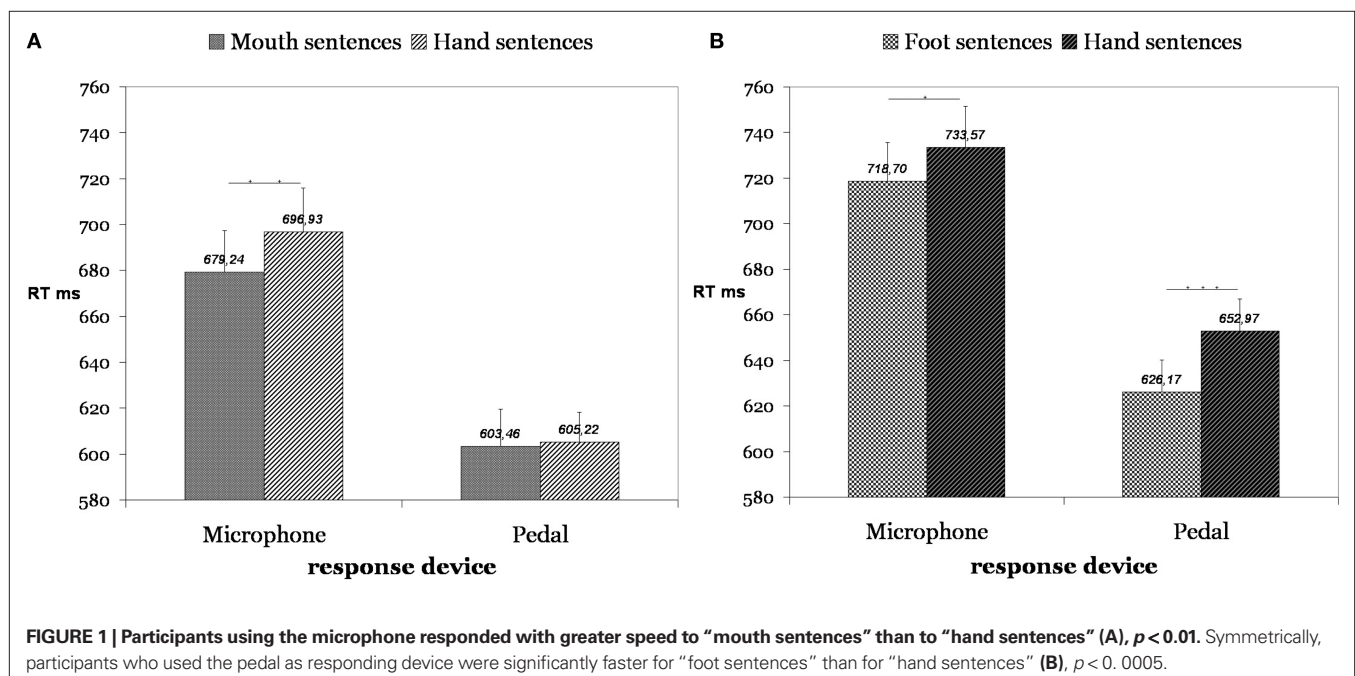 A
Mouth sentences Hand sentences
760
740
720
700
680
660
640
620
600
580
RT ms
679,24
696,93
603,46
605,22
Microphone Pedal
response device
B
Foot sentences Hand sentences
760
740
720
700
680
660
640
620
600
580
RT ms
718,70
733,57
626,17
652,97
Microphone Pedal
response device
FIGURE 1 | Participants using the microphone responded with greater speed to “mouth sentences” than to “hand sentences” (A), p < 0.01. Symmetrically,
participants who used the pedal as responding device were significantly faster for “foot sentences” than for “hand sentences” (B), p < 0. 0005.